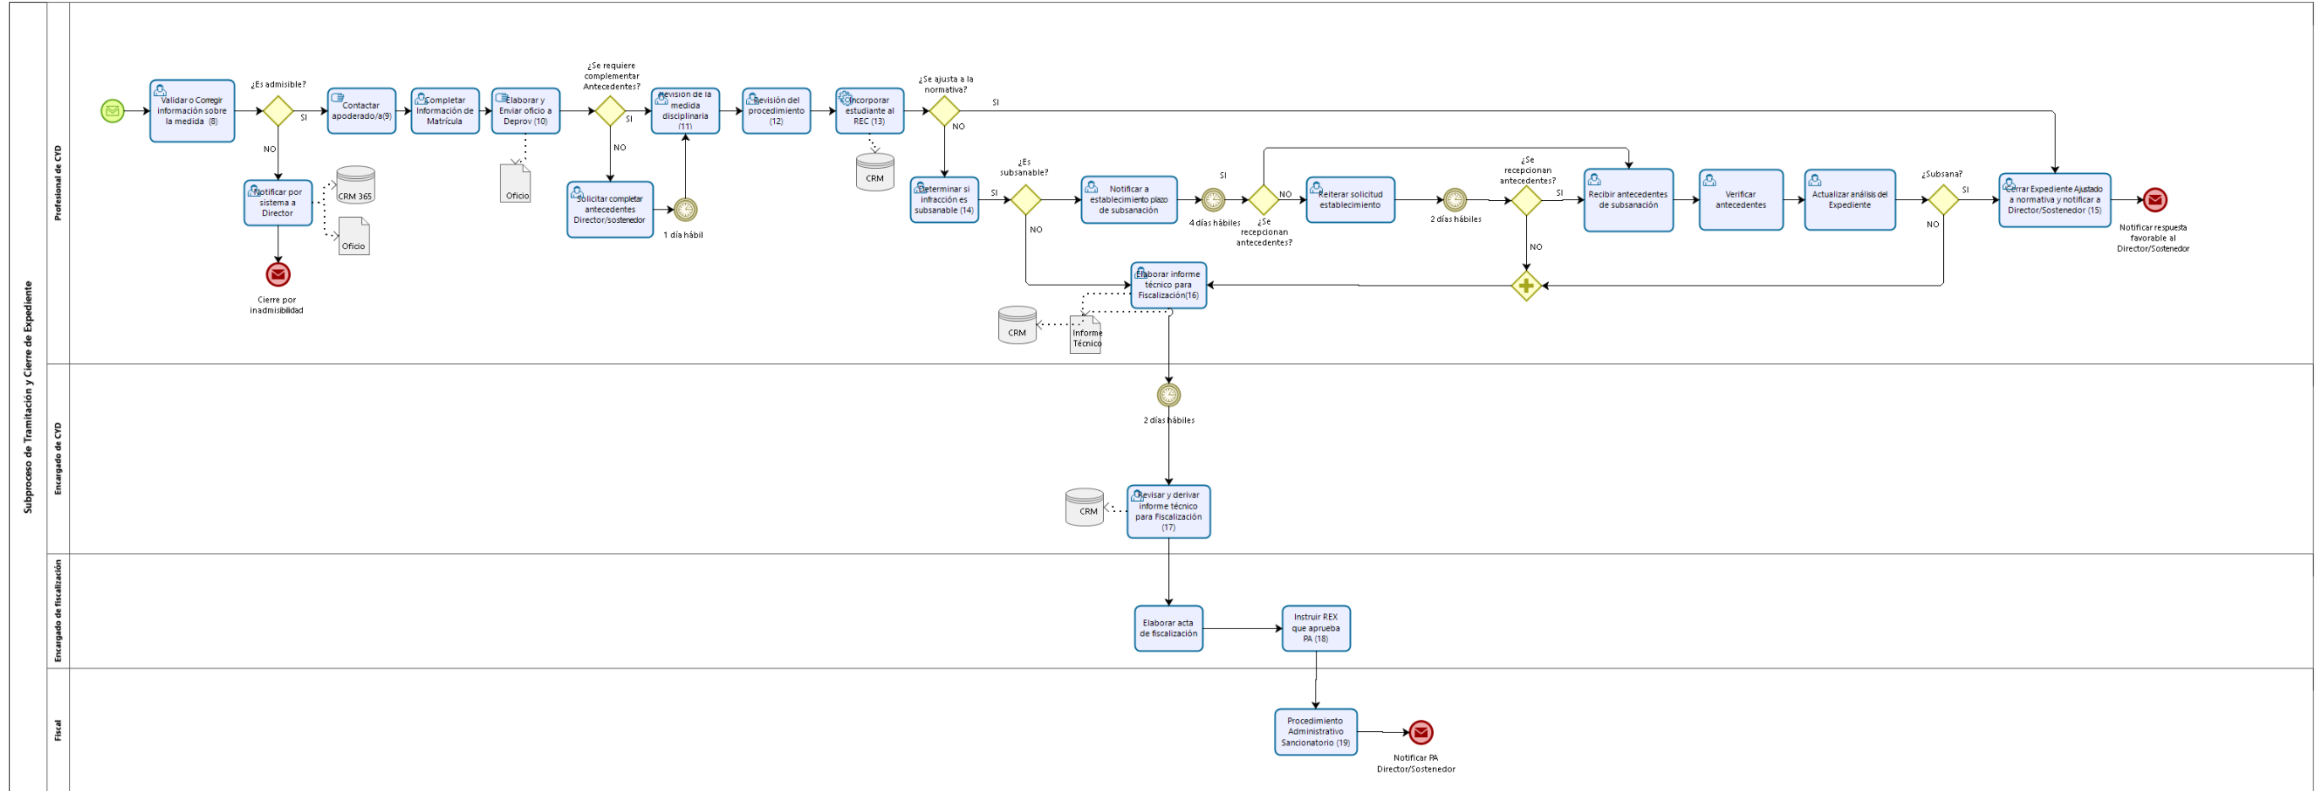 Subproceso de Tramitación y Cierre de Expediente
Profesional de CYD
¿Es admisible?
Validar o Corregir
información sobre
la medida (8)
SI
NO
Notificar por
sistema a
Director
CRM 365
Oficio
Cierre por
inadmisibilidad
Contactar
apoderado/a(9)
Completar
Información de
Matrícula
Elaborar y
Enviar oficio a
Deprov (10)
Oficio
¿Se requiere
complementar
Antecedentes?
SI
NO
Solicitar completar
antecedentes
Director/sostenedor
1 día hábil
Revisión de la
medida
disciplinaria
(11)
Revisión del
procedimiento
(12)
Incorporar
estudiante al
REC (13)
CRM
¿Se ajusta a la
normativa?
SI
NO
Determinar si
infracción es
subsanable (14)
SI
¿Es
subsanable?
NO
Notificar a
establecimiento plazo
de subsanación
4 días hábiles
SI
NO
¿Se
recepcionan
antecedentes?
Reiterar solicitud
establecimiento
2 días hábiles
¿Se
recepcionan
antecedentes?
SI
NO
Recibir antecedentes
de subsanación
Verificar
antecedentes
Actualizar análisis del
Expediente
¿Subsana?
SI
NO
Cerrar Expediente Ajustado
a normativa y notificar a
Director/Sostenedor (15)
Notificar respuesta
favorable al
Director/Sostenedor
Elaborar informe
técnico para
Fiscalización(16)
CRM
Informe
Técnico
Encargado de CYD
2 días hábiles
Revisar y derivar
informe técnico
para Fiscalización
(17)
CRM
Encargado de fiscalización
Elaborar acta
de fiscalización
Instruir REX
que aprueba
PA (18)
Fiscal
Procedimiento
Administrativo
Sancionatorio (19)
Notificar PA
Director/Sostenedor